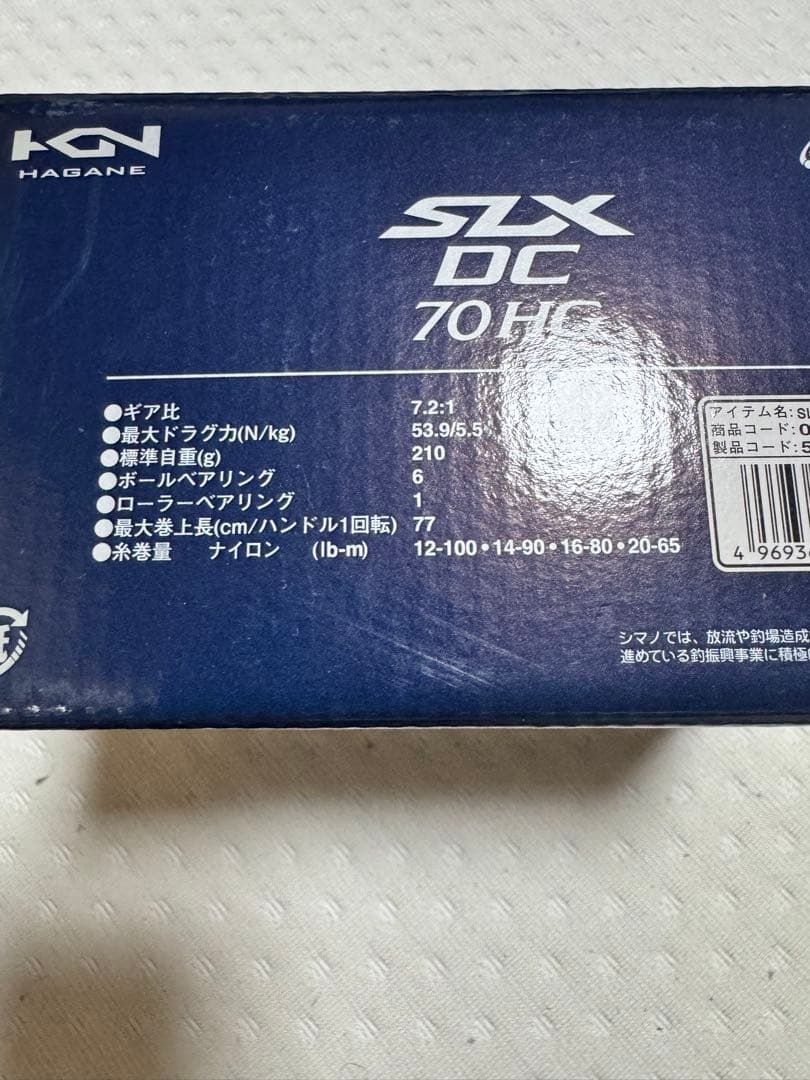 HGN
HAGANE
SLX
DC
70HG
●ギア比 7.2:1
●最大ドラグ力(N/kg) 53.9/5.5
●標準自重(g) 210
●ボールベアリング 6
●ローラーベアリング 1
●最大巻上長(cm/ハンドル1回転) 77
●糸巻量 ナイロン (lb-m) 12-100•14-90•16-80•20-65
アイテム名:
商品コード:0
製品コード:5
4 9693
シマノでは、放流や釣場造成
進めている釣振興事業に積極